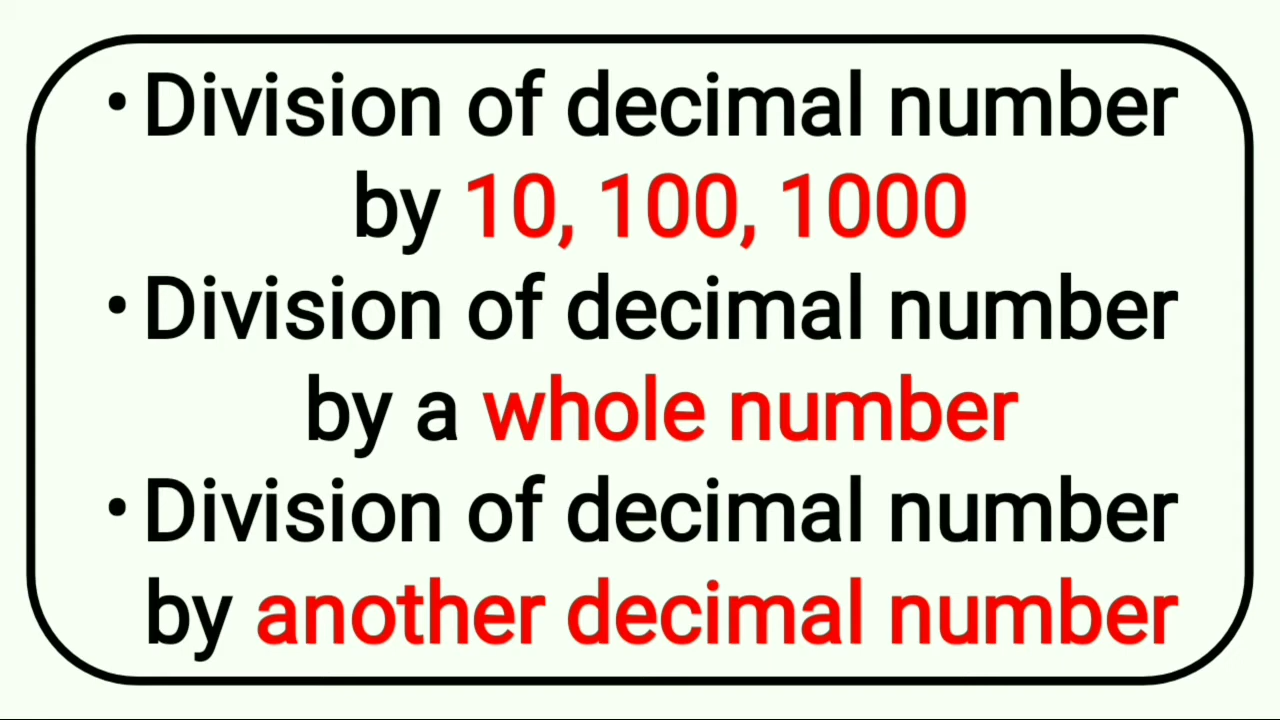 • Division of decimal number
by 10, 100, 1000
• Division of decimal number
by a whole number
• Division of decimal number
by another decimal number